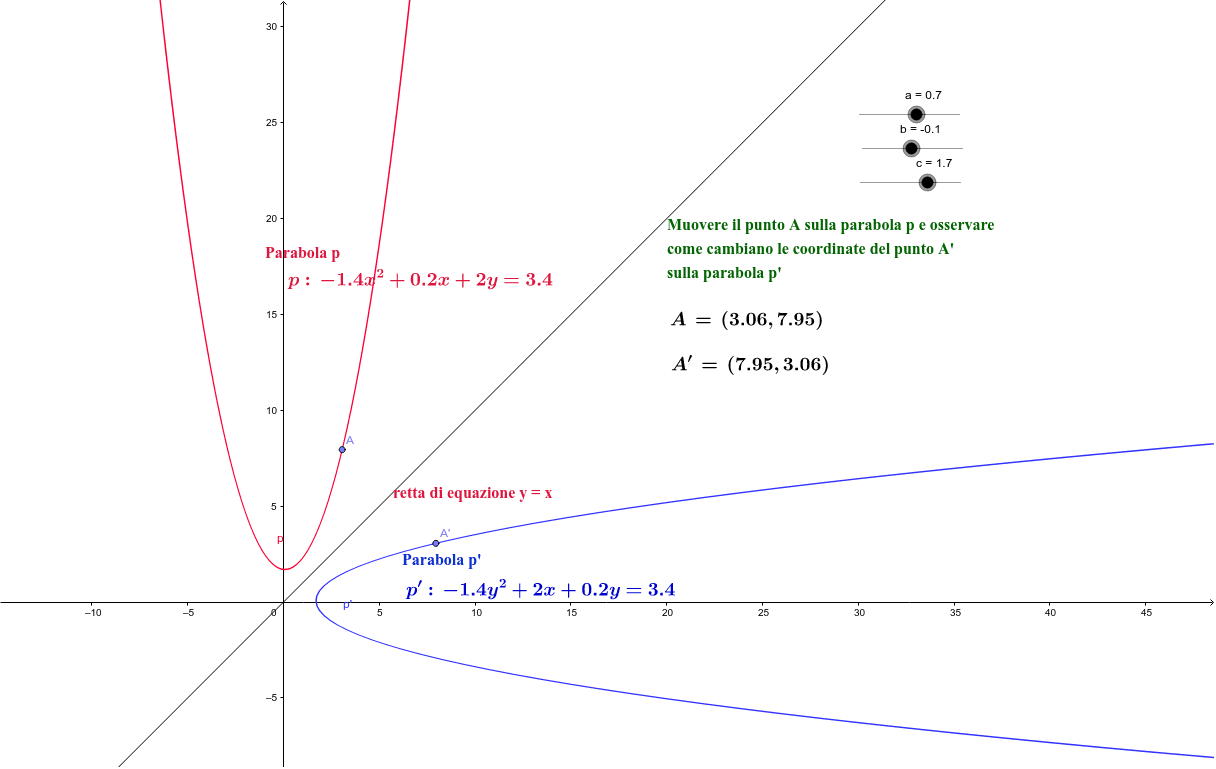 30
a = 0.7
25
b = -0.1
c = 1.7
20
Muovere il punto A sulla parabola p e osservare
come cambiano le coordinate del punto A'
sulla parabola p'
Parabola p
p : −1.4x² + 0.2x + 2y = 3.4
15
A = (3.06, 7.95)
A′ = (7.95, 3.06)
10
A
5
retta di equazione y = x
p
A'
Parabola p'
p′ : −1.4y² + 2x + 0.2y = 3.4
p'
–10 –5 0 5 10 15 20 25 30 35 40 45
–5